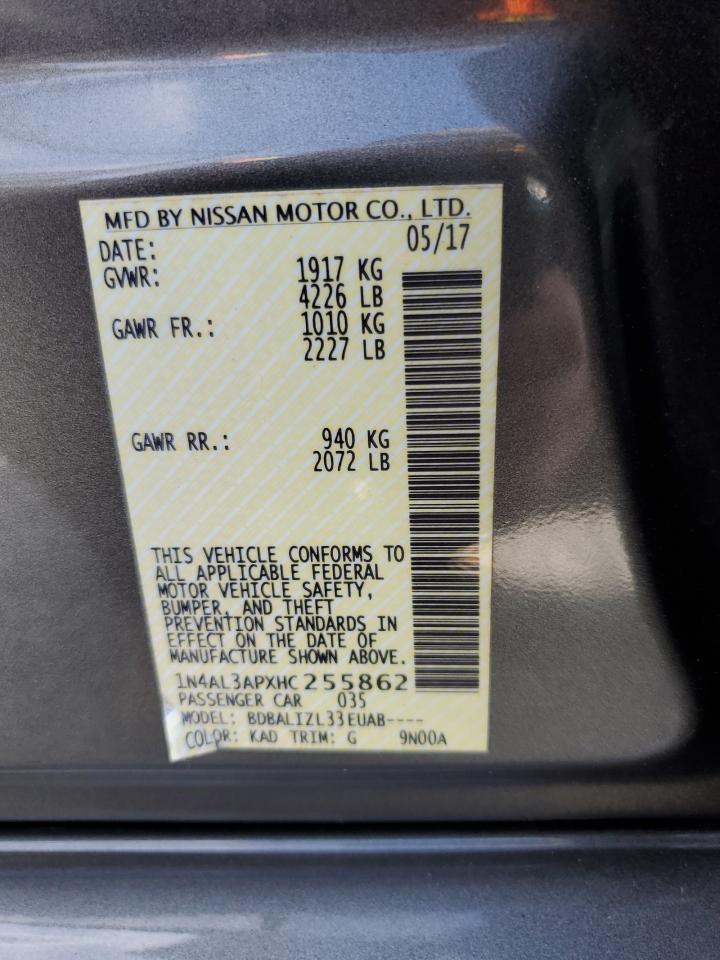 MFD BY NISSAN MOTOR CO., LTD.
DATE: 05/17
GVWR: 1917 KG
4226 LB
GAWR FR.: 1010 KG
2227 LB
GAWR RR.: 940 KG
2072 LB
THIS VEHICLE CONFORMS TO
ALL APPLICABLE FEDERAL
MOTOR VEHICLE SAFETY,
BUMPER, AND THEFT
PREVENTION STANDARDS IN
EFFECT ON THE DATE OF
MANUFACTURE SHOWN ABOVE.
1N4AL3APXHC255862
PASSENGER CAR 035
MODEL: BDBALIZL33EUAB----
COLOR: KAD TRIM: G 9N00A